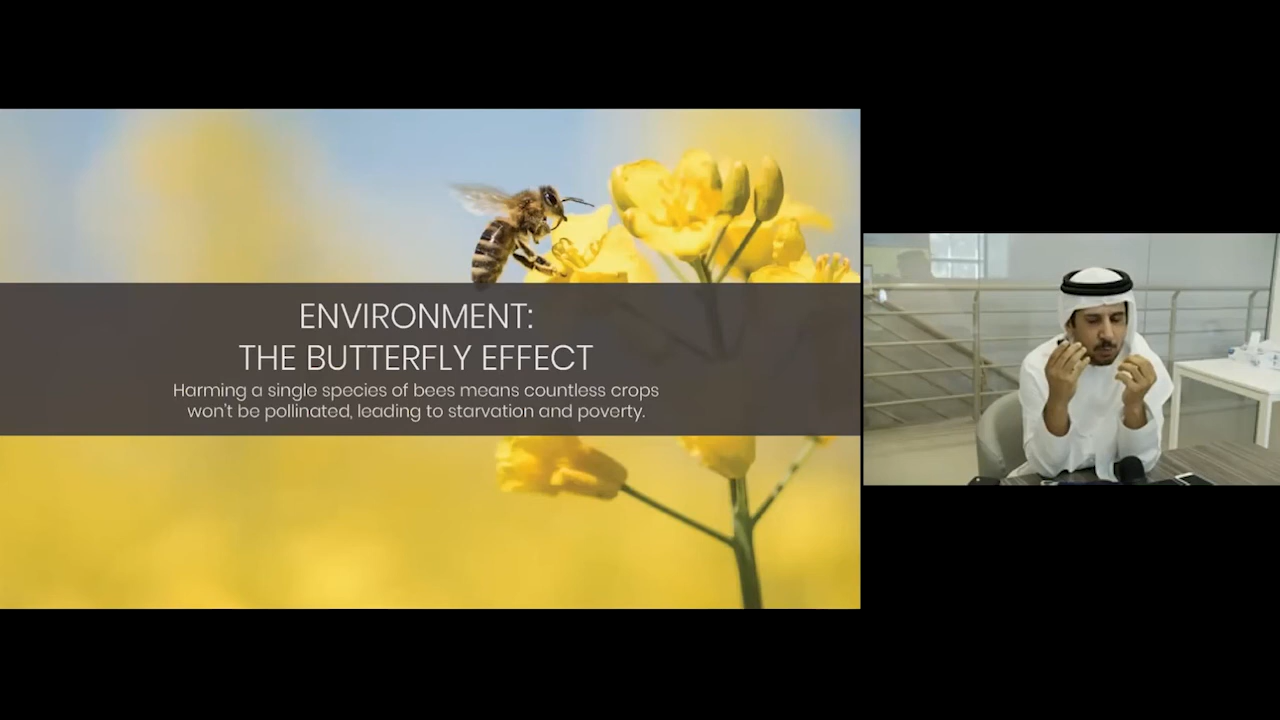 ENVIRONMENT:
THE BUTTERFLY EFFECT
Harming a single species of bees means countless crops
won't be pollinated, leading to starvation and poverty.